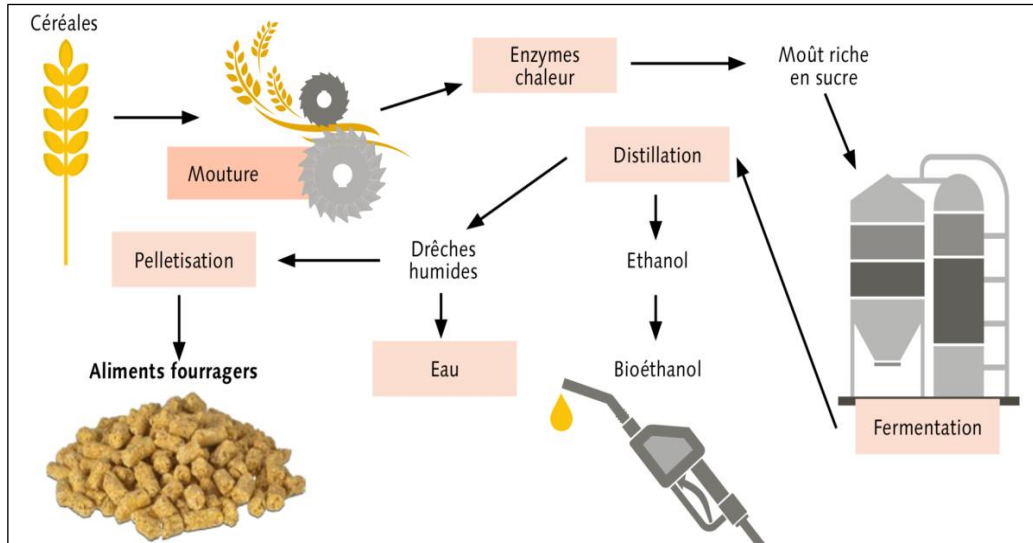 Céréales
Mouture
Enzymes
chaleur
Moût riche
en sucre
Fermentation
Distillation
Ethanol
Bioéthanol
Drêches
humides
Eau
Pelletisation
Aliments fourragers